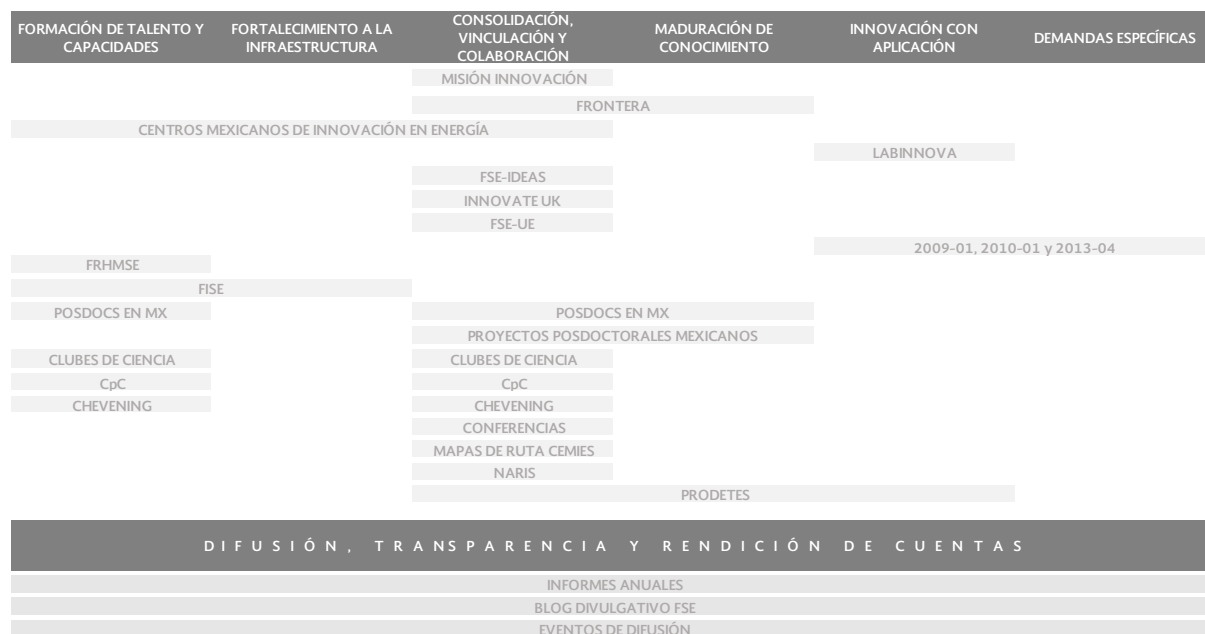 FORMACIÓN DE TALENTO Y CAPACIDADES
FORTALECIMIENTO A LA INFRAESTRUCTURA
CONSOLIDACIÓN, VINCULACIÓN Y COLABORACIÓN
MADURACIÓN DE CONOCIMIENTO
INNOVACIÓN CON APLICACIÓN
DEMANDAS ESPECÍFICAS
MISIÓN INNOVACIÓN
FRONTERA
CENTROS MEXICANOS DE INNOVACIÓN EN ENERGÍA
LABINNOVA
FSE-IDEAS
INNOVATE UK
FSE-UE
2009-01, 2010-01 y 2013-04
FRHMSE
FISE
POSDOCS EN MX
POSDOCS EN MX
PROYECTOS POSDOCTORALES MEXICANOS
CLUBES DE CIENCIA
CLUBES DE CIENCIA
CpC
CpC
CHEVENING
CHEVENING
CONFERENCIAS
MAPAS DE RUTA CEMIES
NARIS
PRODETES
DIFUSIÓN, TRANSPARENCIA Y RENDICIÓN DE CUENTAS
INFORMES ANUALES
BLOG DIVULGATIVO FSE
EVENTOS DE DIFUSIÓN